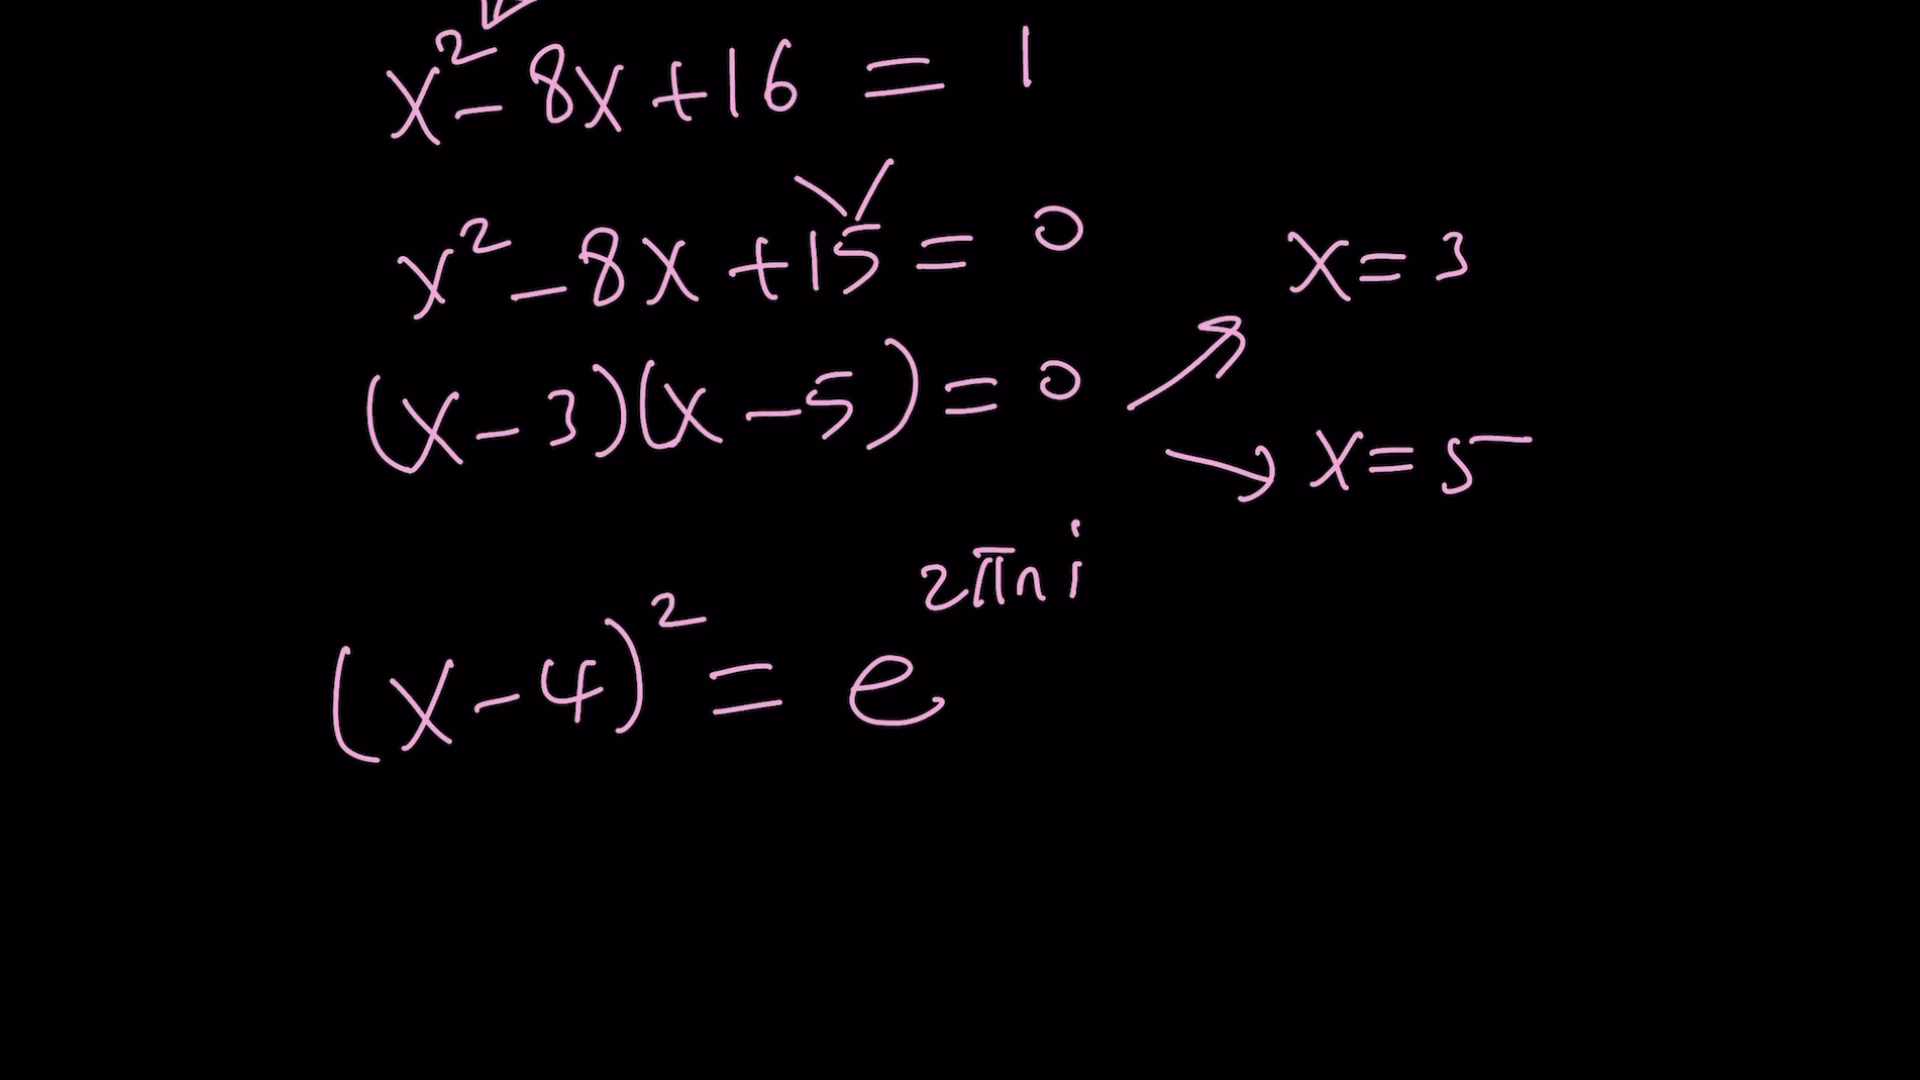 x² - 8x + 16 = 1
x² - 8x + 15 = 0
x = 3
(x - 3)(x - 5) = 0
x = 5
(x - 4)² = e^{2πni}